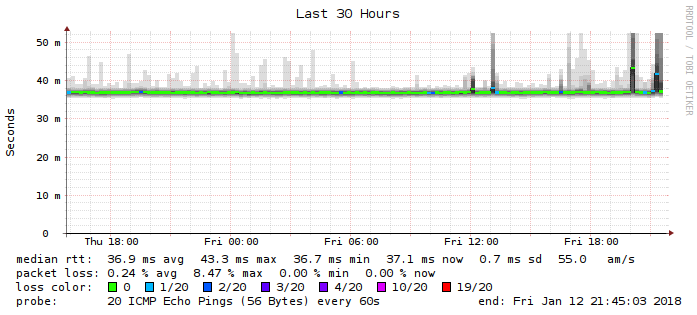 Last 30 Hours
RRDTOOL / TOBI OETIKER
Seconds
50 m
40 m
30 m
20 m
10 m
0
Thu 18:00 Fri 00:00 Fri 06:00 Fri 12:00 Fri 18:00
median rtt: 36.9 ms avg 43.3 ms max 36.7 ms min 37.1 ms now 0.7 ms sd 55.0 am/s
packet loss: 0.24 % avg 8.47 % max 0.00 % min 0.00 % now
loss color: 0 1/20 2/20 3/20 4/20 10/20 19/20
probe: 20 ICMP Echo Pings (56 Bytes) every 60s end: Fri Jan 12 21:45:03 2018